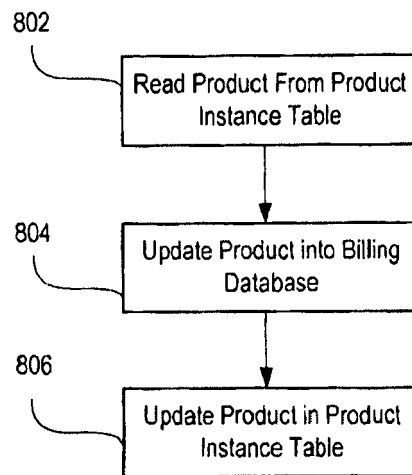 802
Read Product From Product
Instance Table
804
Update Product into Billing
Database
806
Update Product in Product
Instance Table